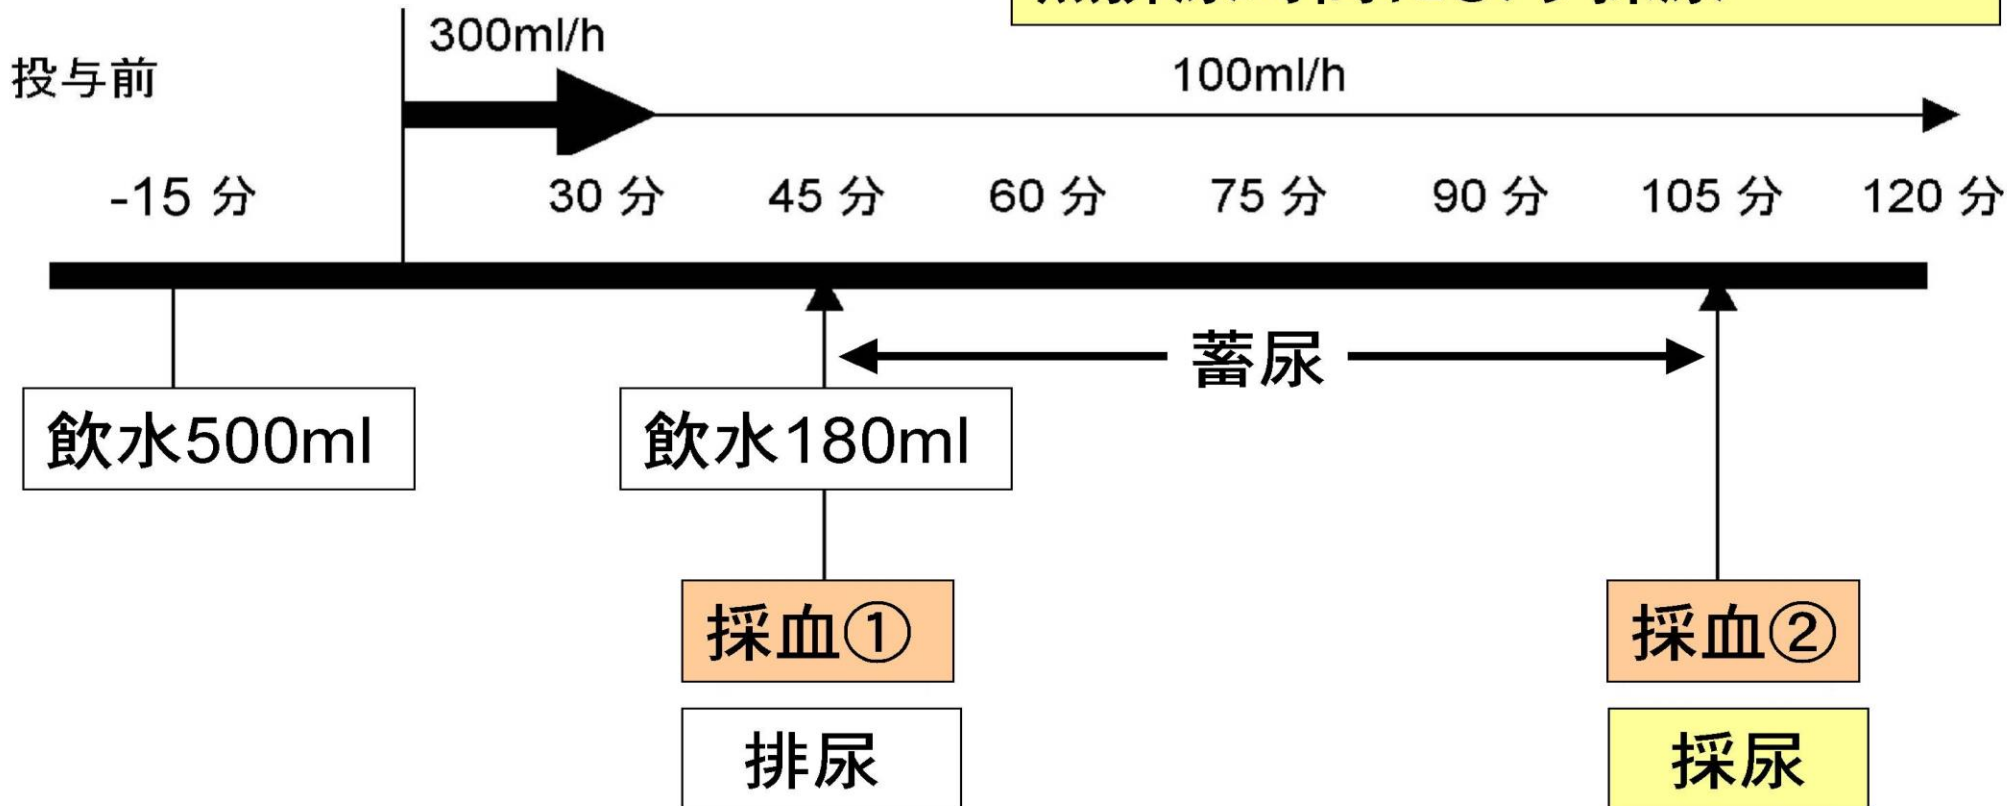 300ml/h
投与前
100ml/h
-15 分 30 分 45 分 60 分 75 分 90 分 105 分 120 分
蓄尿
飲水500ml 飲水180ml
採血① 採血②
排尿 採尿